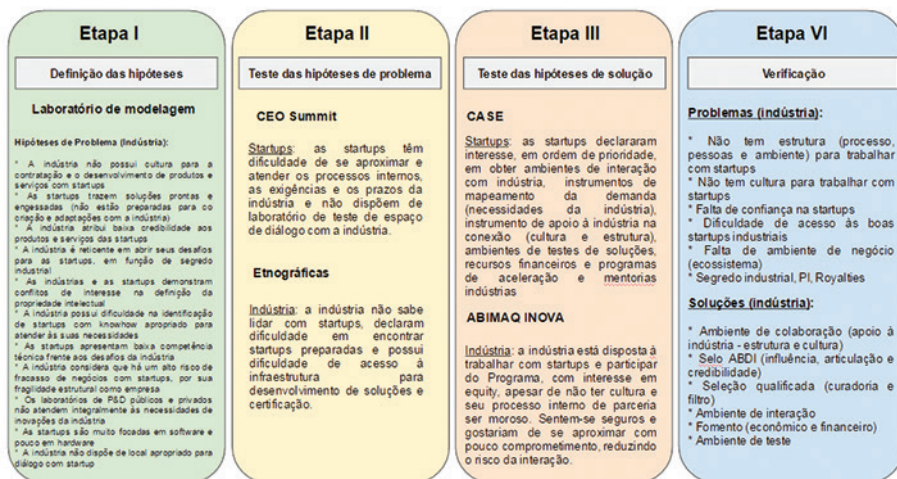 Etapa I
Definição das hipóteses
Laboratório de modelagem
Hipóteses de Problema (Indústria):
* A indústria não possui cultura para a
contratação e o desenvolvimento de produtos e
serviços com startups
* As startups trazem soluções prontas e
engessadas (não estão preparadas para co
criação e adaptações com a indústria)
* A indústria atribui baixa credibilidade aos
produtos e serviços das startups
* A indústria é reticente em abrir seus desafios
para as startups, em função de segredo
industrial
* As indústrias e as startups demonstram
conflitos de interesse na definição da
propriedade intelectual
* A indústria possui dificuldade na identificação
de startups com knowhow apropriado para
atender às suas necessidades
* As startups apresentam baixa competência
técnica frente aos desafios da indústria
* A indústria considera que há um alto risco de
fracasso de negócios com startups, por sua
fragilidade estrutural como empresa
* Os laboratórios de P&D públicos e privados
não atendem integralmente às necessidades de
inovações da indústria
* As startups são muito focadas em software e
pouco em hardware
* A indústria não dispõe de local apropriado para
diálogo com startup
Etapa II
Teste das hipóteses de problema
CEO Summit
Startups: as startups têm
dificuldade de se aproximar e
atender os processos internos,
as exigências e os prazos da
indústria e não dispõem de
laboratório de teste de espaço
de diálogo com a indústria.
Etnográficas
Indústria: a indústria não sabe
lidar com startups, declaram
dificuldade em encontrar
startups preparadas e possui
dificuldade de acesso á
infraestrutura para
desenvolvimento de soluções e
certificação.
Etapa III
Teste das hipóteses de solução
CASE
Startups: as startups declararam
interesse, em ordem de prioridade,
em obter ambientes de interação
com indústria, instrumentos de
mapeamento da demanda
(necessidades da indústria),
instrumento de apoio à indústria na
conexão (cultura e estrutura),
ambientes de testes de soluções,
recursos financeiros e programas
de aceleração e mentorias
indústrias
ABIMAQ INOVA
Indústria: a indústria está disposta à
trabalhar com startups e participar
do Programa, com interesse em
equity, apesar de não ter cultura e
seu processo interno de parceria
ser moroso. Sentem-se seguros e
gostariam de se aproximar com
pouco comprometimento, reduzindo
o risco da interação.
Etapa VI
Verificação
Problemas (indústria):
* Não tem estrutura (processo,
pessoas e ambiente) para trabalhar
com startups
* Não tem cultura para trabalhar com
startups
* Falta de confiança na startups
* Dificuldade de acesso às boas
startups industriais
* Falta de ambiente de negócio
(ecossistema)
* Segredo industrial, PI, Royalties
Soluções (indústria):
* Ambiente de colaboração (apoio à
indústria - estrutura e cultura)
* Selo ABDI (influência, articulação e
credibilidade)
* Seleção qualificada (curadoria e
filtro)
* Ambiente de interação
* Fomento (econômico e financeiro)
* Ambiente de teste